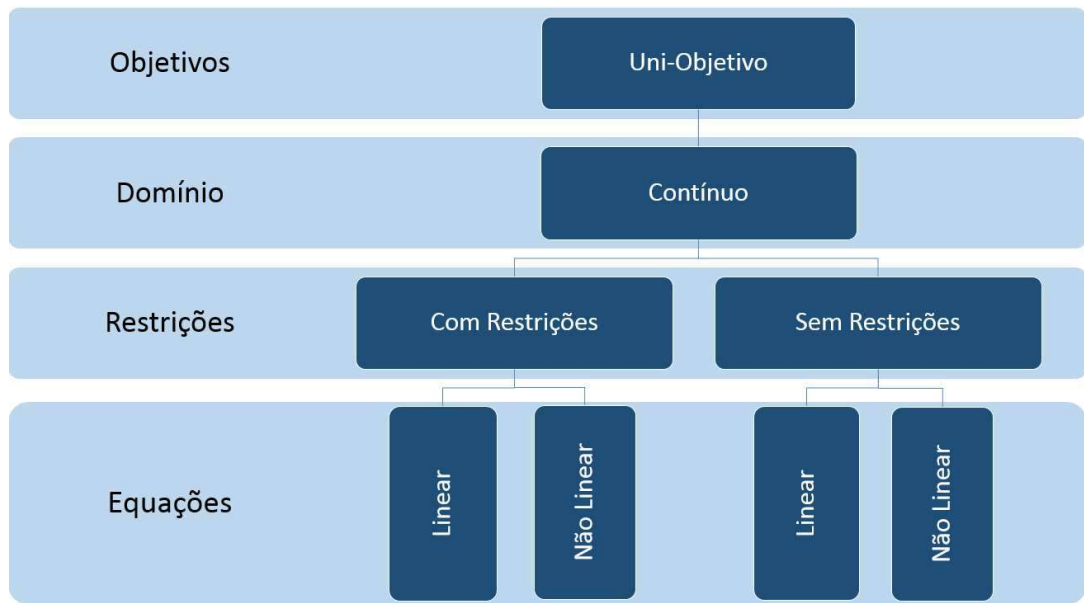 Objetivos
Uni-Objetivo
Domínio
Contínuo
Restrições
Com Restrições
Sem Restrições
Equações
Linear
Não Linear
Linear
Não Linear